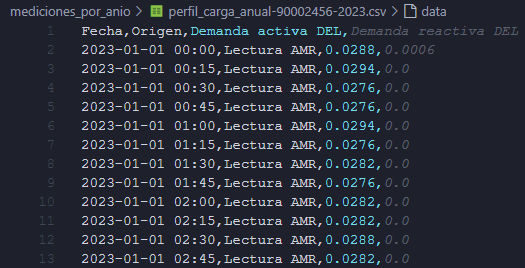 mediciones_por_anio > perfil_carga_anual-90002456-2023.csv > data
1 Fecha,Origen,Demanda activa DEL,Demanda reactiva DEL
2 2023-01-01 00:00,Lectura AMR,0.0288,0.0006
3 2023-01-01 00:15,Lectura AMR,0.0294,0.0
4 2023-01-01 00:30,Lectura AMR,0.0276,0.0
5 2023-01-01 00:45,Lectura AMR,0.0276,0.0
6 2023-01-01 01:00,Lectura AMR,0.0294,0.0
7 2023-01-01 01:15,Lectura AMR,0.0276,0.0
8 2023-01-01 01:30,Lectura AMR,0.0282,0.0
9 2023-01-01 01:45,Lectura AMR,0.0276,0.0
10 2023-01-01 02:00,Lectura AMR,0.0282,0.0
11 2023-01-01 02:15,Lectura AMR,0.0282,0.0
12 2023-01-01 02:30,Lectura AMR,0.0288,0.0
13 2023-01-01 02:45,Lectura AMR,0.0282,0.0